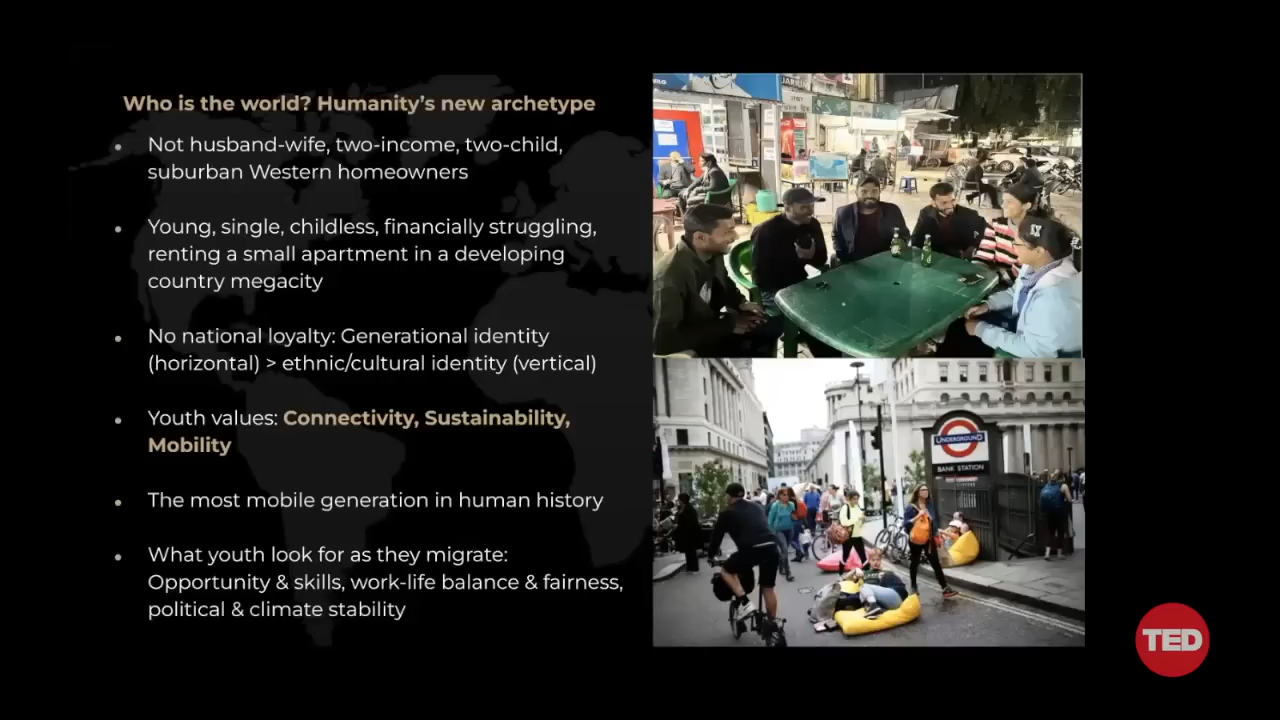 Who is the world? Humanity's new archetype
• Not husband-wife, two-income, two-child,
suburban Western homeowners
• Young, single, childless, financially struggling,
renting a small apartment in a developing
country megacity
• No national loyalty: Generational identity
(horizontal) > ethnic/cultural identity (vertical)
• Youth values: Connectivity, Sustainability,
Mobility
• The most mobile generation in human history
• What youth look for as they migrate:
Opportunity & skills, work-life balance & fairness,
political & climate stability
UNDERGROUND
BANK STATION
TED